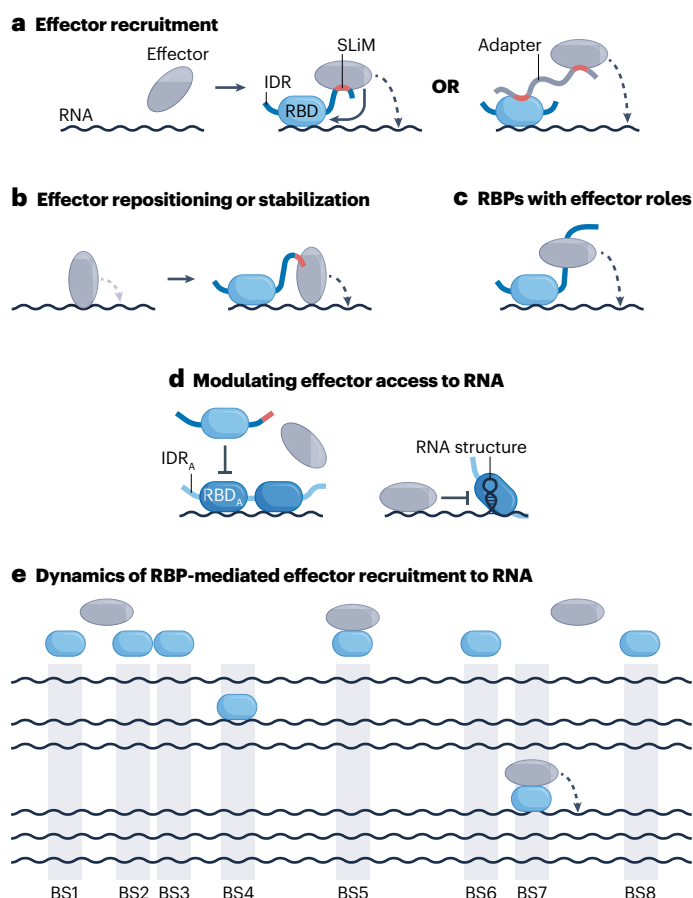 a Effector recruitment
Effector
SLiM
Adapter
IDR
OR
RNA
RBD
b Effector repositioning or stabilization
c RBPs with effector roles
d Modulating effector access to RNA
RNA structure
IDRA
RBDA
e Dynamics of RBP-mediated effector recruitment to RNA
BS1 BS2 BS3 BS4 BS5 BS6 BS7 BS8